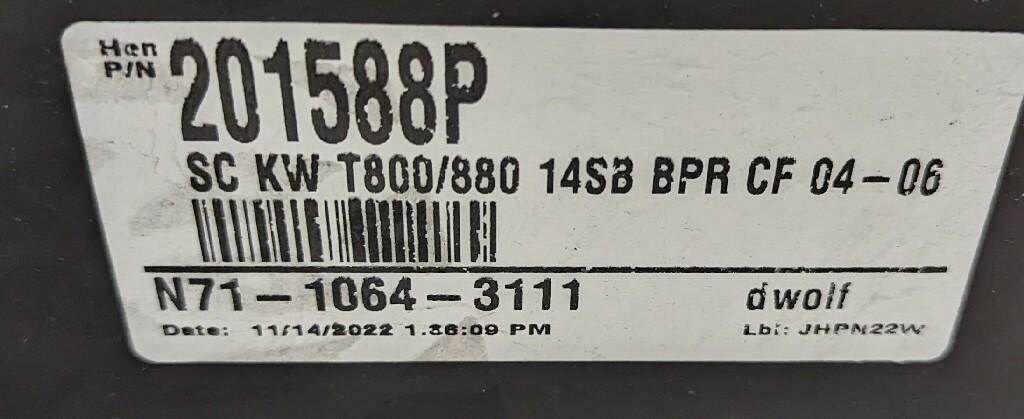 Hen P/N 201588P
SC KW T800/880 14SB BPR CF 04-06
N71-1064-3111 dwolf
Date: 11/14/2022 1:36:09 PM Lbl: JHPN22W